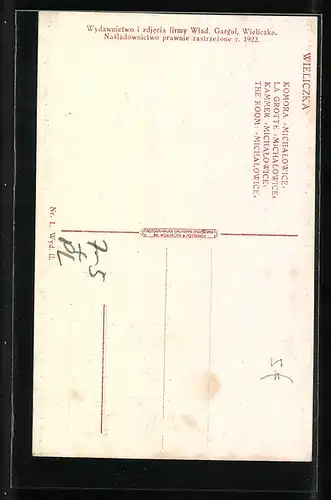 Wydawnictwo i zdjęcia firmy Wład. Gargul, Wieliczka.
Naśladownictwo prawnie zastrzeżone r. 1922.
WIELICZKA
KOMORA »MICHAŁOWICE«
LA GROTTE »MICHAŁOWICE«
KAMMER »MICHAŁOWICE«
THE ROOM: »MICHAŁOWICE«
Nr. 1. Wyd. II.